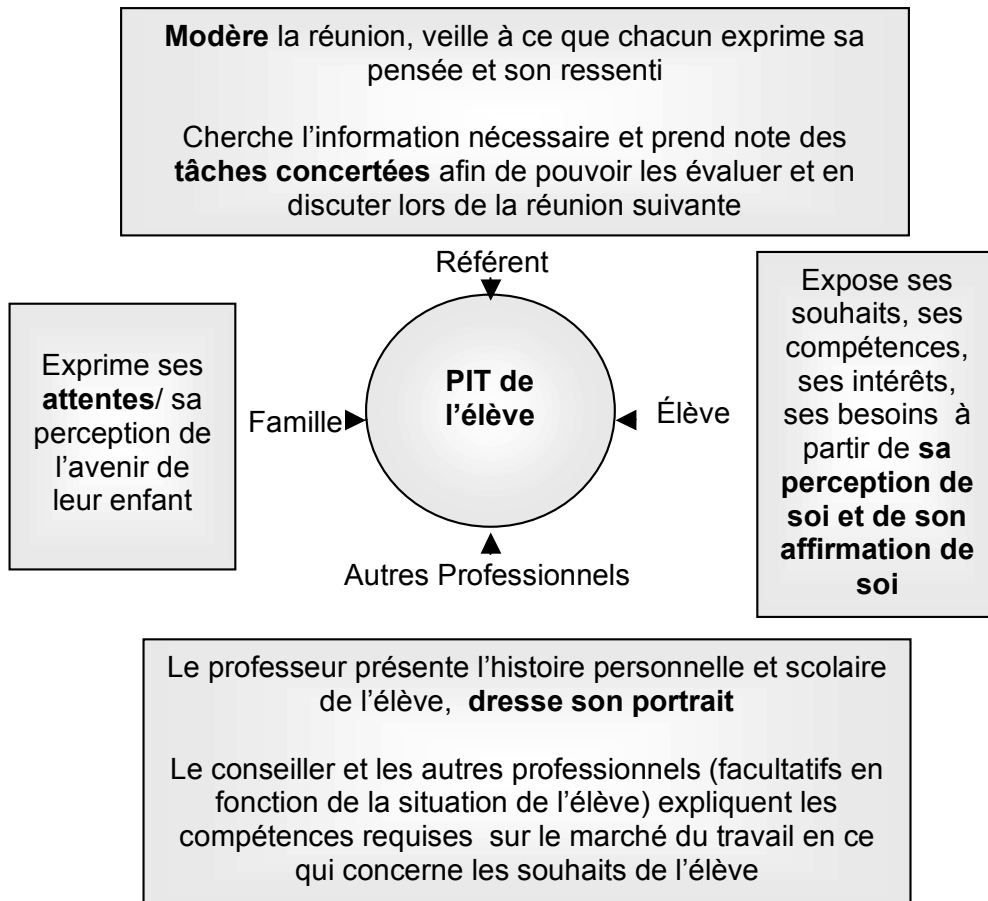 Modère la réunion, veille à ce que chacun exprime sa
pensée et son ressenti
Cherche l’information nécessaire et prend note des
tâches concertées afin de pouvoir les évaluer et en
discuter lors de la réunion suivante
Référent
Exprime ses
attentes/ sa
perception de
l’avenir de
leur enfant
Famille
PIT de
l’élève
Élève
Expose ses
souhaits, ses
compétences,
ses intérêts,
ses besoins à
partir de sa
perception de
soi et de son
affirmation de
soi
Autres Professionnels
Le professeur présente l’histoire personnelle et scolaire
de l’élève, dresse son portrait
Le conseiller et les autres professionnels (facultatifs en
fonction de la situation de l’élève) expliquent les
compétences requises sur le marché du travail en ce
qui concerne les souhaits de l’élève